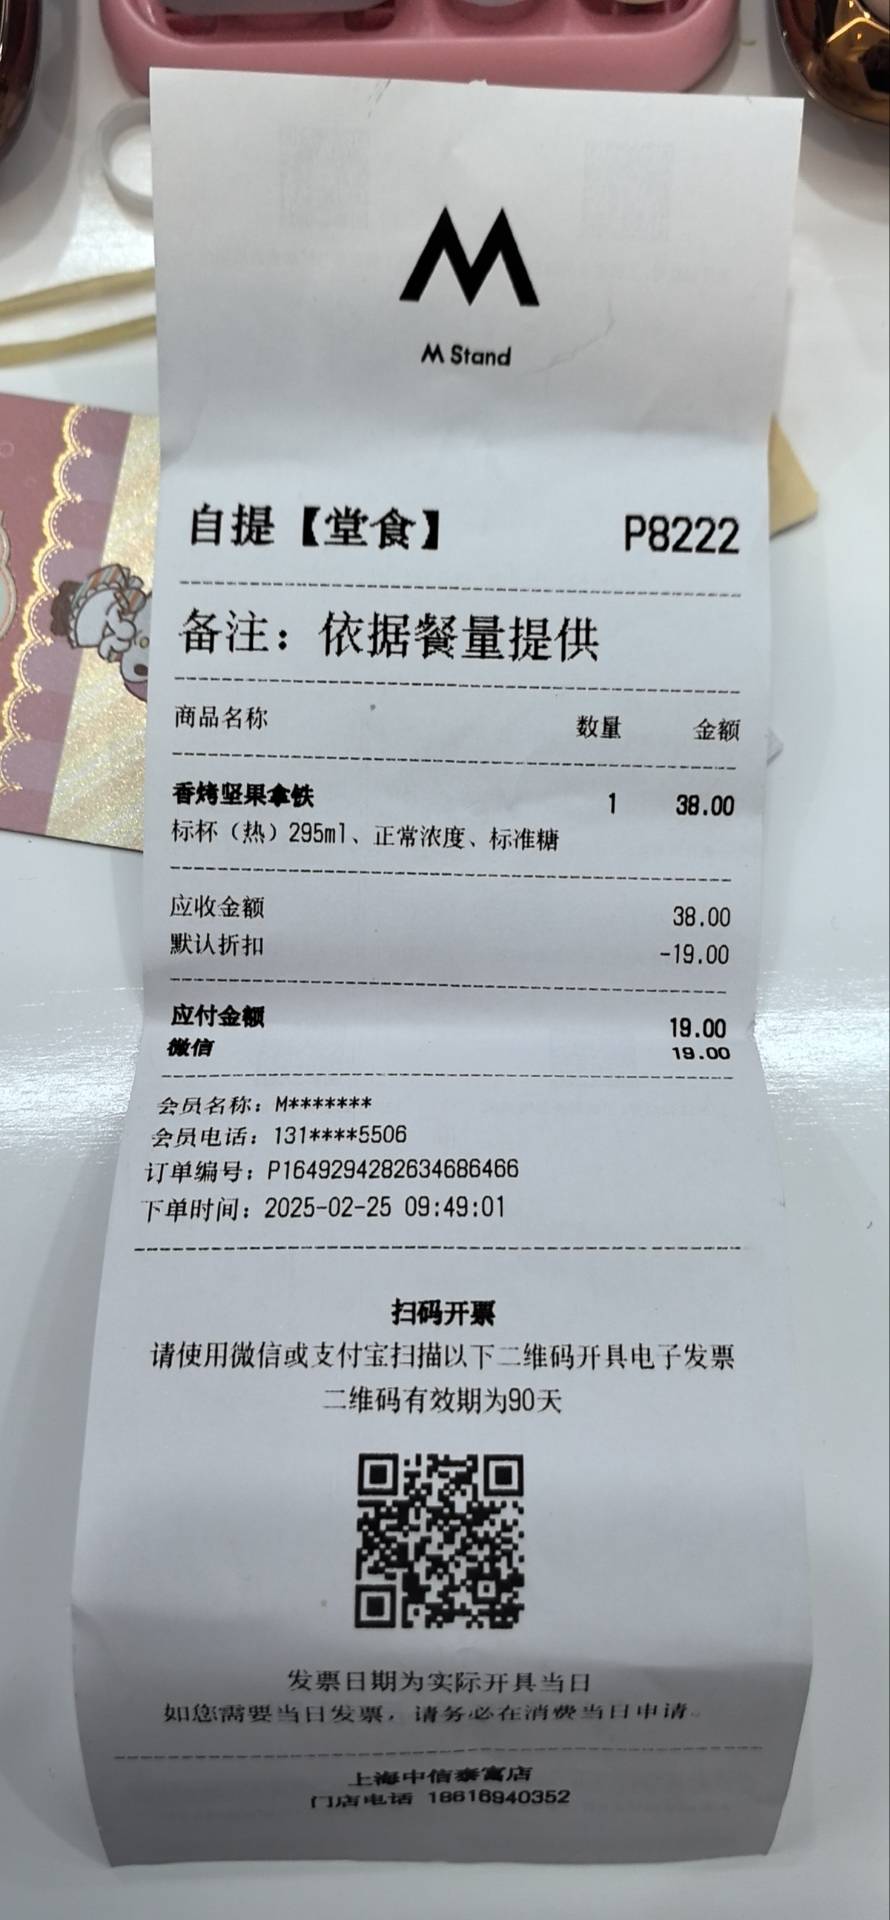 M Stand
自提【堂食】 P8222
备注：依据餐量提供
商品名称 数量 金额
香烤坚果拿铁 1 38.00
标杯（热）295ml、正常浓度、标准糖
应收金额 38.00
默认折扣 -19.00
应付金额 19.00
微信 19.00
会员名称：M*******
会员电话：131****5506
订单编号：P1649294282634686466
下单时间：2025-02-25 09:49:01
扫码开票
请使用微信或支付宝扫描以下二维码开具电子发票
二维码有效期为90天
发票日期为实际开具当日
如您需要当日发票，请务必在消费当日申请。
上海中信泰富店
门店电话 18616940352